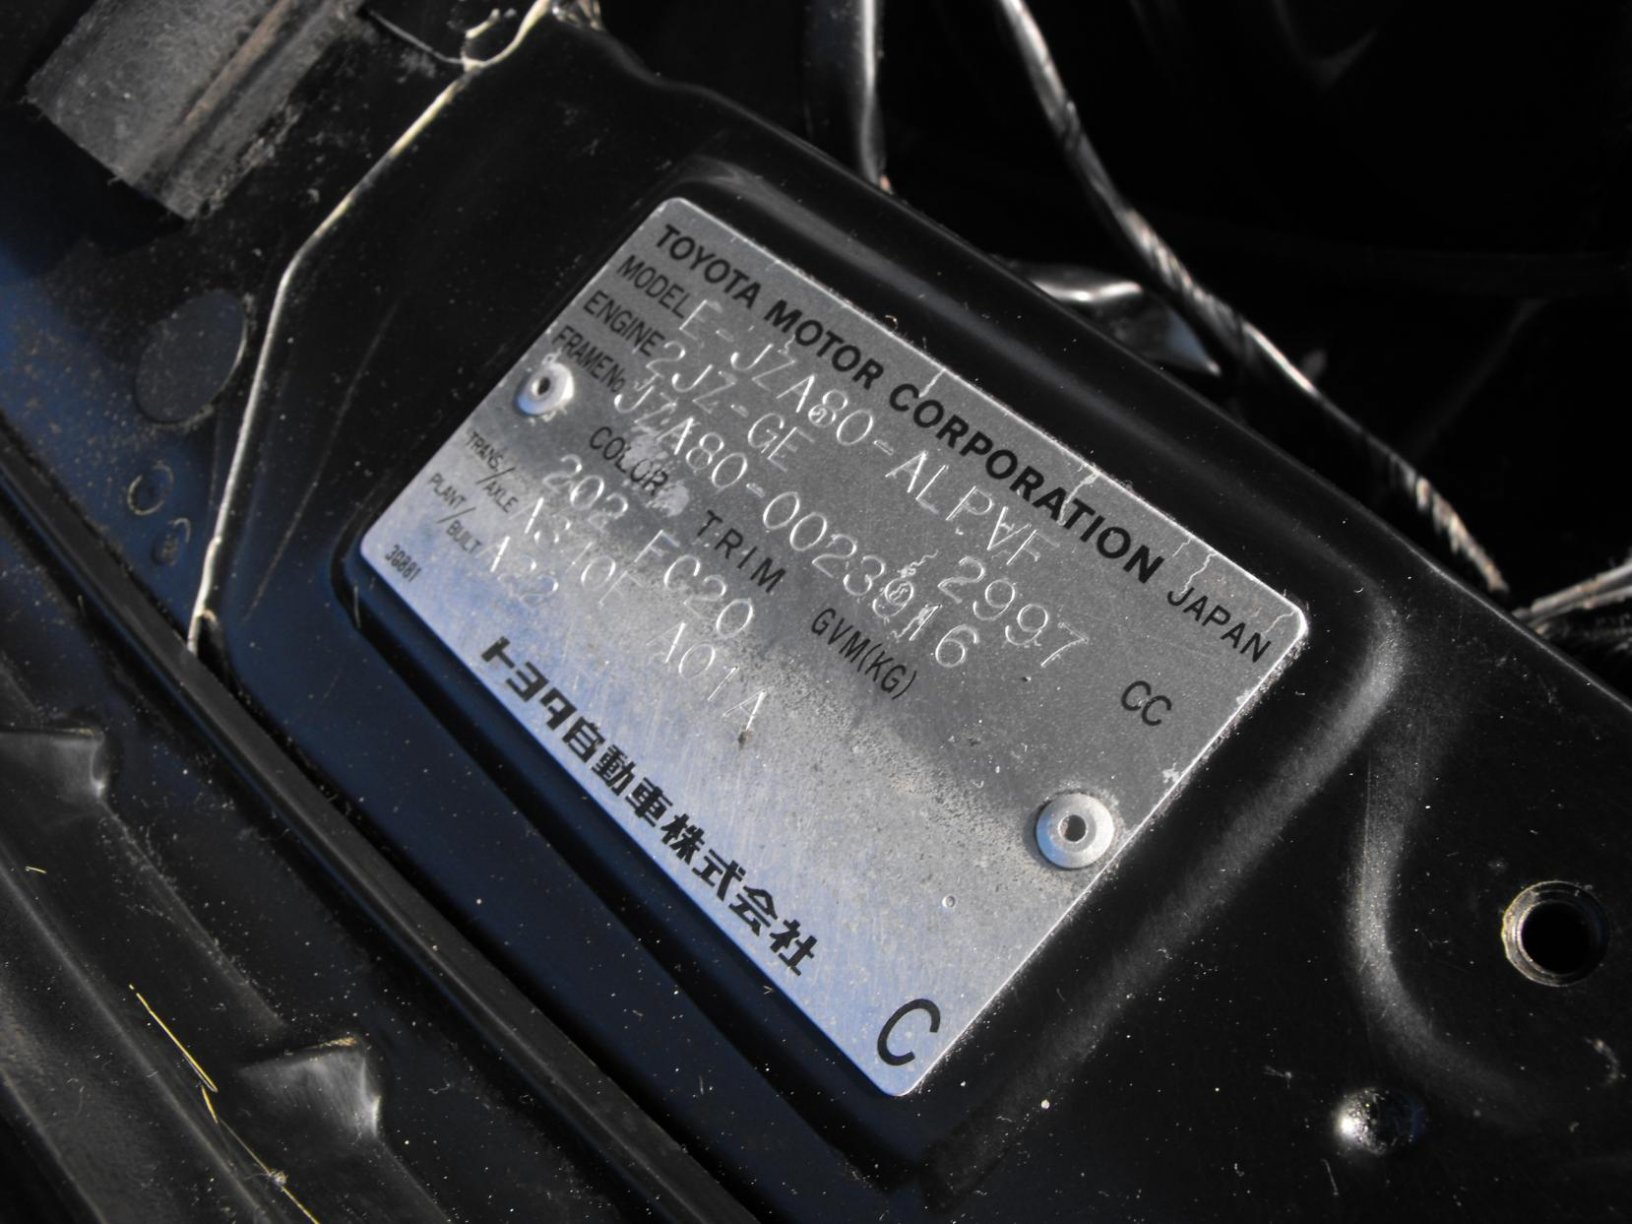 TOYOTA MOTOR CORPORATION JAPAN
MODEL E-JZA80-ALPVF
ENGINE 2JZ-GE 2997 CC
FRAME No. JZA80-0023916
COLOR TRIM GVM(KG)
202 FC20
TRANS/AXLE A340E A01A
PLANT/BUILT A22
3G881
トヨタ自動車株式会社
C